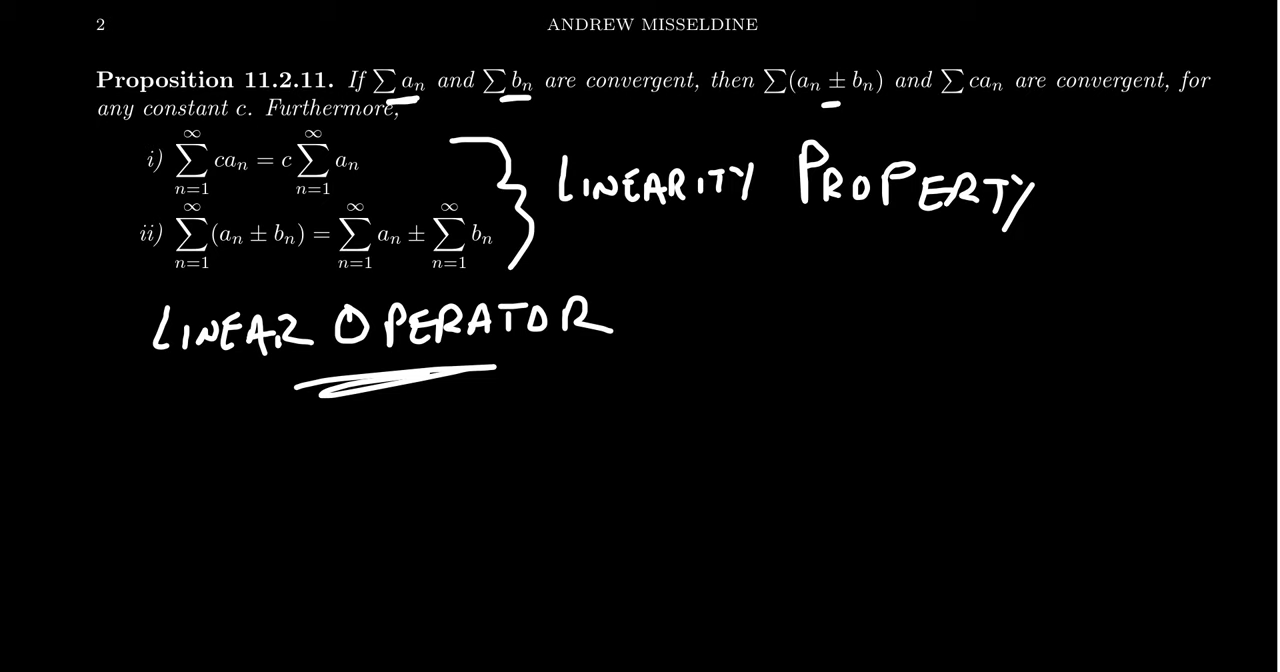 2 ANDREW MISSELDINE
Proposition 11.2.11. If ∑ aₙ and ∑ bₙ are convergent, then ∑(aₙ ± bₙ) and ∑ caₙ are convergent, for
any constant c. Furthermore,
i) ∑_{n=1}^{∞} caₙ = c ∑_{n=1}^{∞} aₙ
LINEARITY PROPERTY
ii) ∑_{n=1}^{∞} (aₙ ± bₙ) = ∑_{n=1}^{∞} aₙ ± ∑_{n=1}^{∞} bₙ
LINEAR OPERATOR